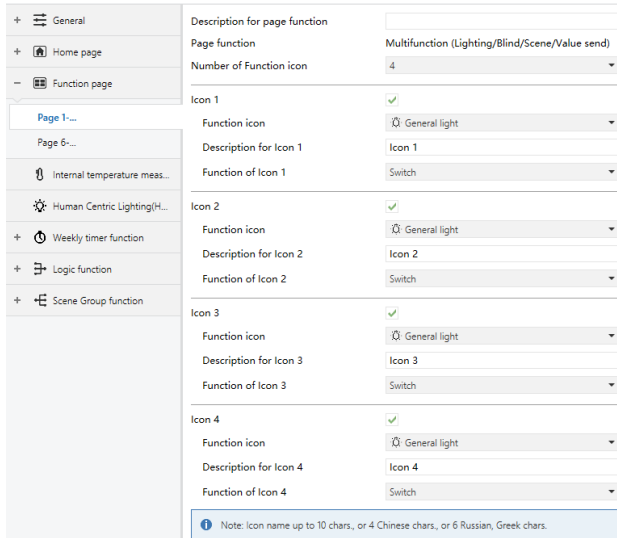 + General
+ Home page
− Function page
Page 1-...
Page 6-...
Internal temperature meas...
Human Centric Lighting(H...
+ Weekly timer function
+ Logic function
+ Scene Group function
Description for page function
Page function Multifunction (Lighting/Blind/Scene/Value send)
Number of Function icon 4
Icon 1
Function icon General light
Description for Icon 1 Icon 1
Function of Icon 1 Switch
Icon 2
Function icon General light
Description for Icon 2 Icon 2
Function of Icon 2 Switch
Icon 3
Function icon General light
Description for Icon 3 Icon 3
Function of Icon 3 Switch
Icon 4
Function icon General light
Description for Icon 4 Icon 4
Function of Icon 4 Switch
Note: Icon name up to 10 chars., or 4 Chinese chars., or 6 Russian, Greek chars.